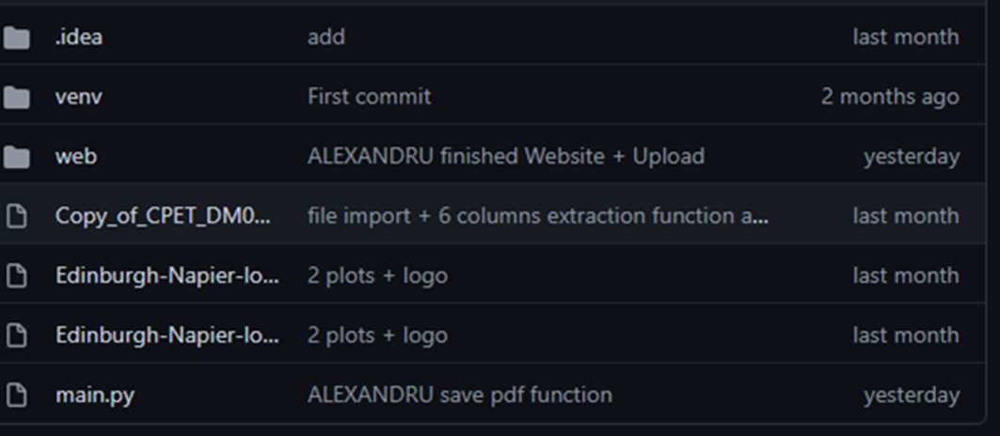 .idea add last month
venv First commit 2 months ago
web ALEXANDRU finished Website + Upload yesterday
Copy_of_CPET_DM0... file import + 6 columns extraction function a... last month
Edinburgh-Napier-lo... 2 plots + logo last month
Edinburgh-Napier-lo... 2 plots + logo last month
main.py ALEXANDRU save pdf function yesterday